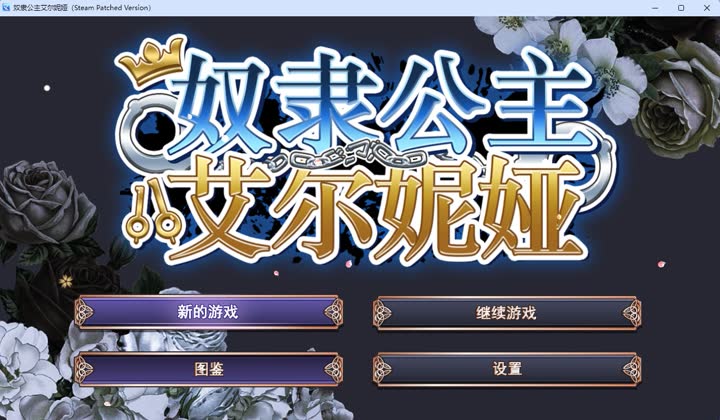 奴隶公主艾尔妮娅 (Steam Patched Version)
奴隶公主
艾尔妮娅
新的游戏
继续游戏
图鉴
设置